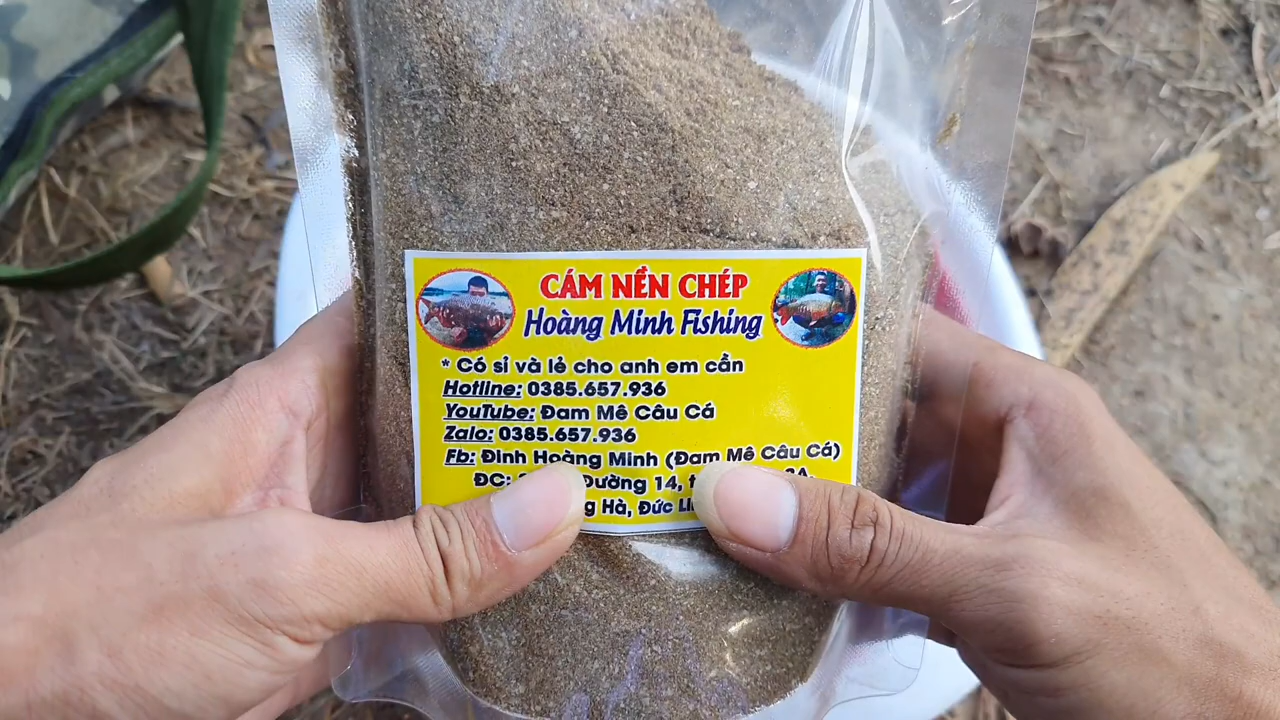 CÁM NỀN CHÉP
Hoàng Minh Fishing
* Có sỉ và lẻ cho anh em cần
Hotline: 0385.657.936
YouTube: Đam Mê Câu Cá
Zalo: 0385.657.936
Fb: Đinh Hoàng Minh (Đam Mê Câu Cá)
ĐC: Đường 14,
Hà, Đức